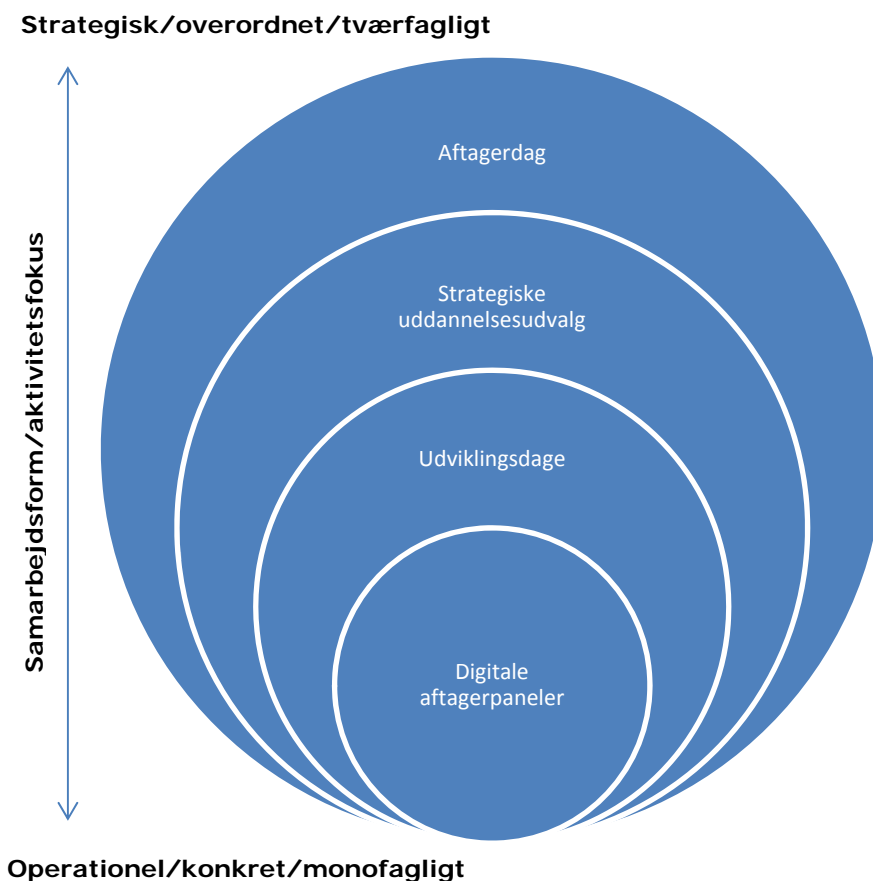 Strategisk/overordnet/tværfagligt
Aftagerdag
Strategiske
uddannelsesudvalg
Samarbejdsform/aktivitetsfokus
Udviklingsdage
Digitale
aftagerpaneler
Operationel/konkret/monofagligt